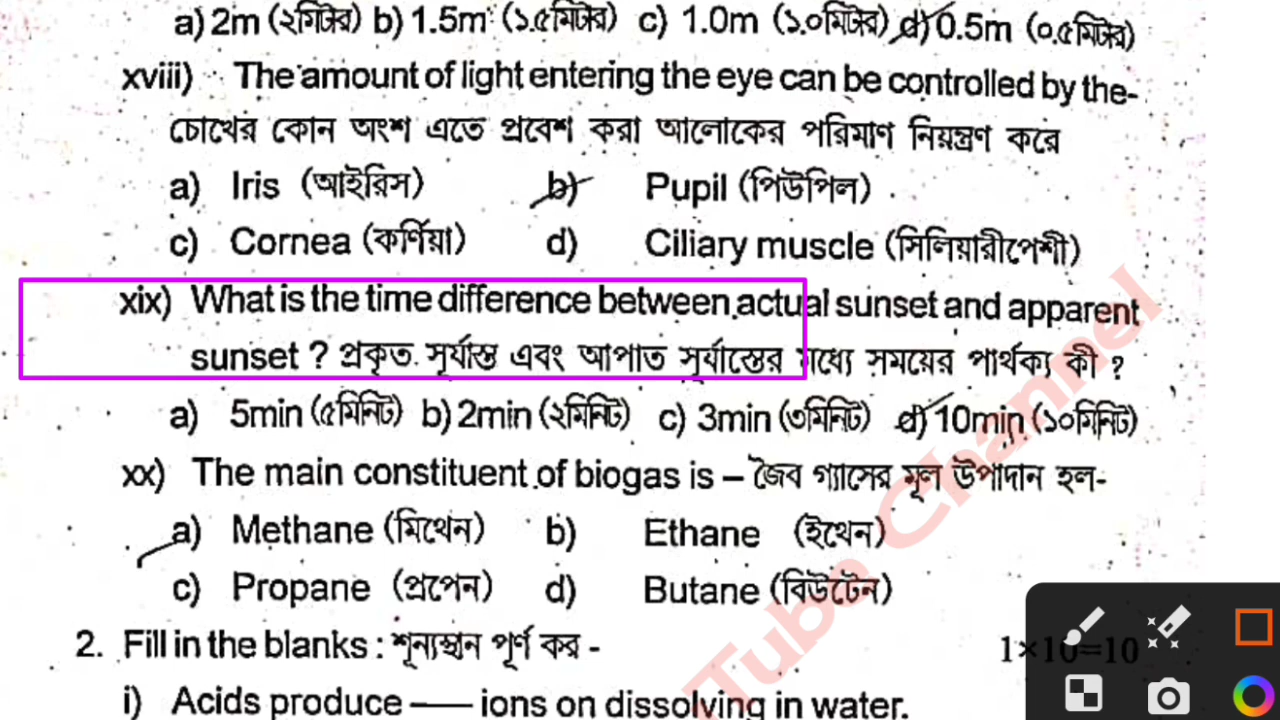 a) 2m (২মিটার) b) 1.5m (১.৫মিটার) c) 1.0m (১.০মিটার) d) 0.5m (০.৫মিটার)
xviii) The amount of light entering the eye can be controlled by the-
চোখের কোন অংশ এতে প্রবেশ করা আলোকের পরিমাণ নিয়ন্ত্রণ করে
a) Iris (আইরিস) b) Pupil (পিউপিল)
c) Cornea (কর্ণিয়া) d) Ciliary muscle (সিলিয়ারীপেশী)
xix) What is the time difference between actual sunset and apparent
sunset ? প্রকৃত সূর্যাস্ত এবং আপাত সূর্যাস্তের মধ্যে সময়ের পার্থক্য কী ?
a) 5min (৫মিনিট) b) 2min (২মিনিট) c) 3min (৩মিনিট) d) 10min (১০মিনিট)
xx) The main constituent of biogas is – জৈব গ্যাসের মূল উপাদান হল-
a) Methane (মিথেন) b) Ethane (ইথেন)
c) Propane (প্রপেন) d) Butane (বিউটেন)
2. Fill in the blanks : শূন্যস্থান পূর্ণ কর - 1×10=10
i) Acids produce —— ions on dissolving in water.
Tube Channel